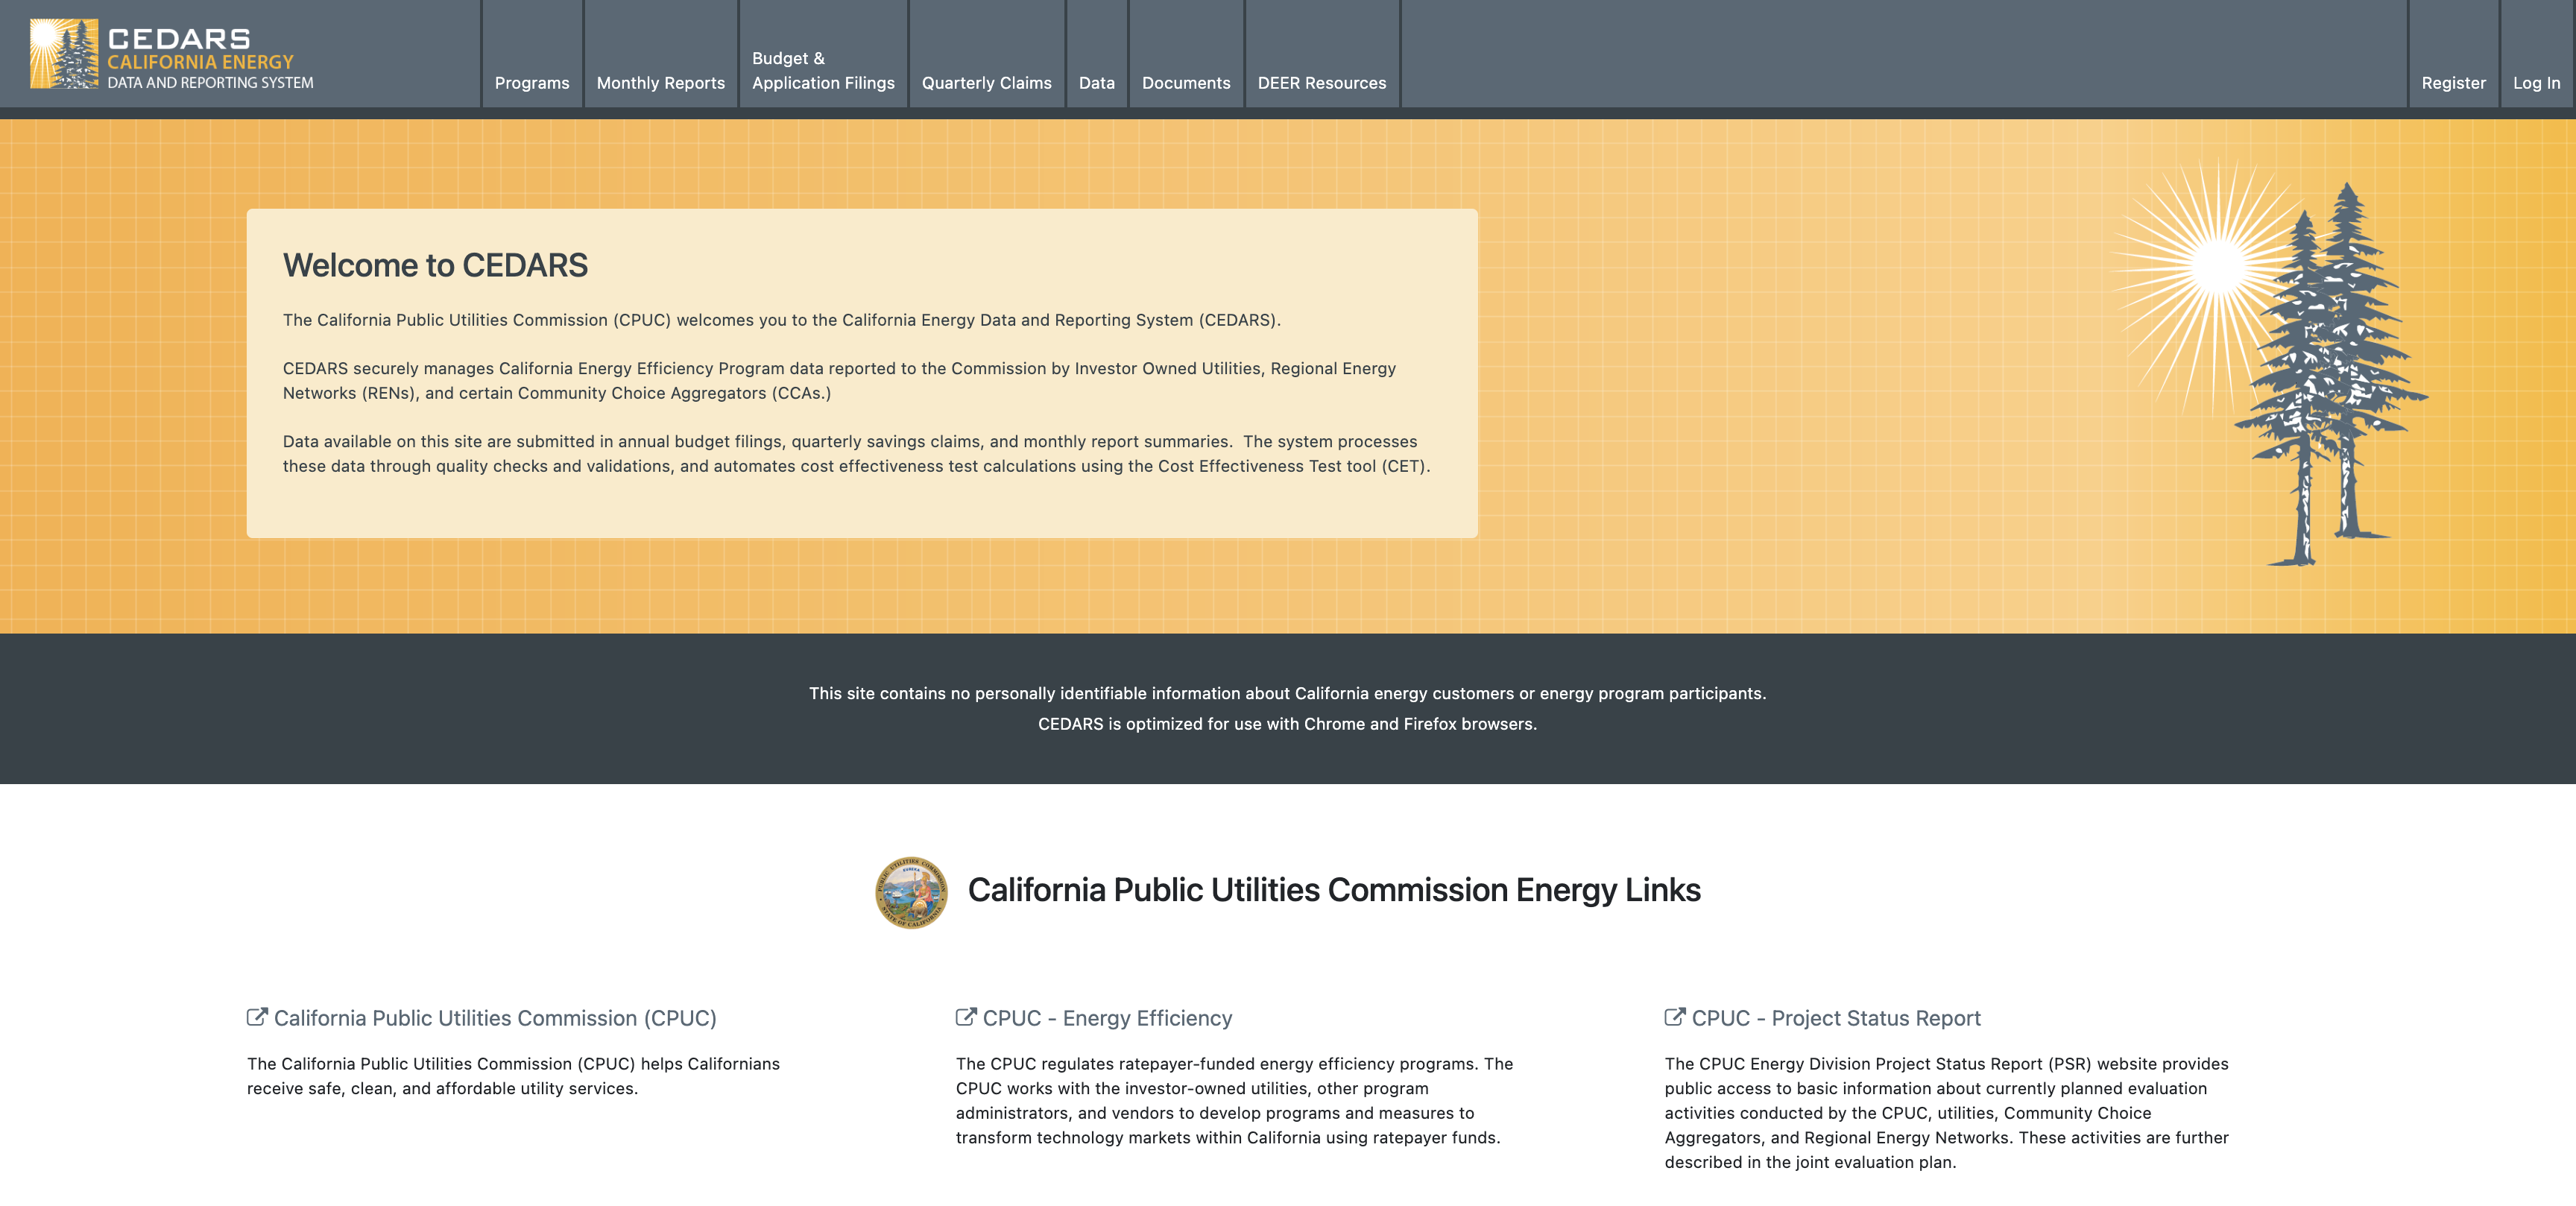 CEDARS
CALIFORNIA ENERGY
DATA AND REPORTING SYSTEM
Programs
Monthly Reports
Budget &
Application Filings
Quarterly Claims
Data
Documents
DEER Resources
Register
Log In
Welcome to CEDARS
The California Public Utilities Commission (CPUC) welcomes you to the California Energy Data and Reporting System (CEDARS).
CEDARS securely manages California Energy Efficiency Program data reported to the Commission by Investor Owned Utilities, Regional Energy
Networks (RENs), and certain Community Choice Aggregators (CCAs.)
Data available on this site are submitted in annual budget filings, quarterly savings claims, and monthly report summaries.  The system processes
these data through quality checks and validations, and automates cost effectiveness test calculations using the Cost Effectiveness Test tool (CET).
This site contains no personally identifiable information about California energy customers or energy program participants.
CEDARS is optimized for use with Chrome and Firefox browsers.
PUBLIC UTILITIES COMMISSION
EUREKA
STATE OF CALIFORNIA
California Public Utilities Commission Energy Links
California Public Utilities Commission (CPUC)
The California Public Utilities Commission (CPUC) helps Californians
receive safe, clean, and affordable utility services.
CPUC - Energy Efficiency
The CPUC regulates ratepayer-funded energy efficiency programs. The
CPUC works with the investor-owned utilities, other program
administrators, and vendors to develop programs and measures to
transform technology markets within California using ratepayer funds.
CPUC - Project Status Report
The CPUC Energy Division Project Status Report (PSR) website provides
public access to basic information about currently planned evaluation
activities conducted by the CPUC, utilities, Community Choice
Aggregators, and Regional Energy Networks. These activities are further
described in the joint evaluation plan.